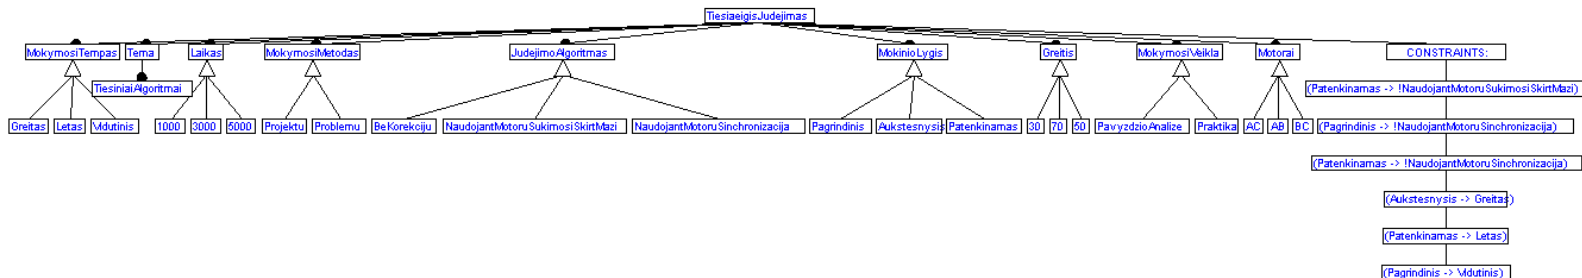 TiesiaeigisJudejimas
MokymosiTempas Tema Laikas MokymosiMetodas JudejimoAlgoritmas MokinioLygis Greitis MokymosiVeikla Motorai CONSTRAINTS:
TiesiniaiAlgoritmai (Patenkinamas -> !NaudojantMotoruSukimosiSkirtMazi)
Greitas Letas Vidutinis 1000 3000 5000 Projektu Problemu BeKorekciju NaudojantMotoruSukimosiSkirtMazi NaudojantMotoruSinchronizacija Pagrindinis Aukstesnysis Patenkinamas 30 70 50 PavyzdzioAnalize Praktika AC AB BC (Pagrindinis -> !NaudojantMotoruSinchronizacija)
(Patenkinamas -> !NaudojantMotoruSinchronizacija)
(Aukstesnysis -> Greitas)
(Patenkinamas -> Letas)
(Pagrindinis -> Vidutinis)